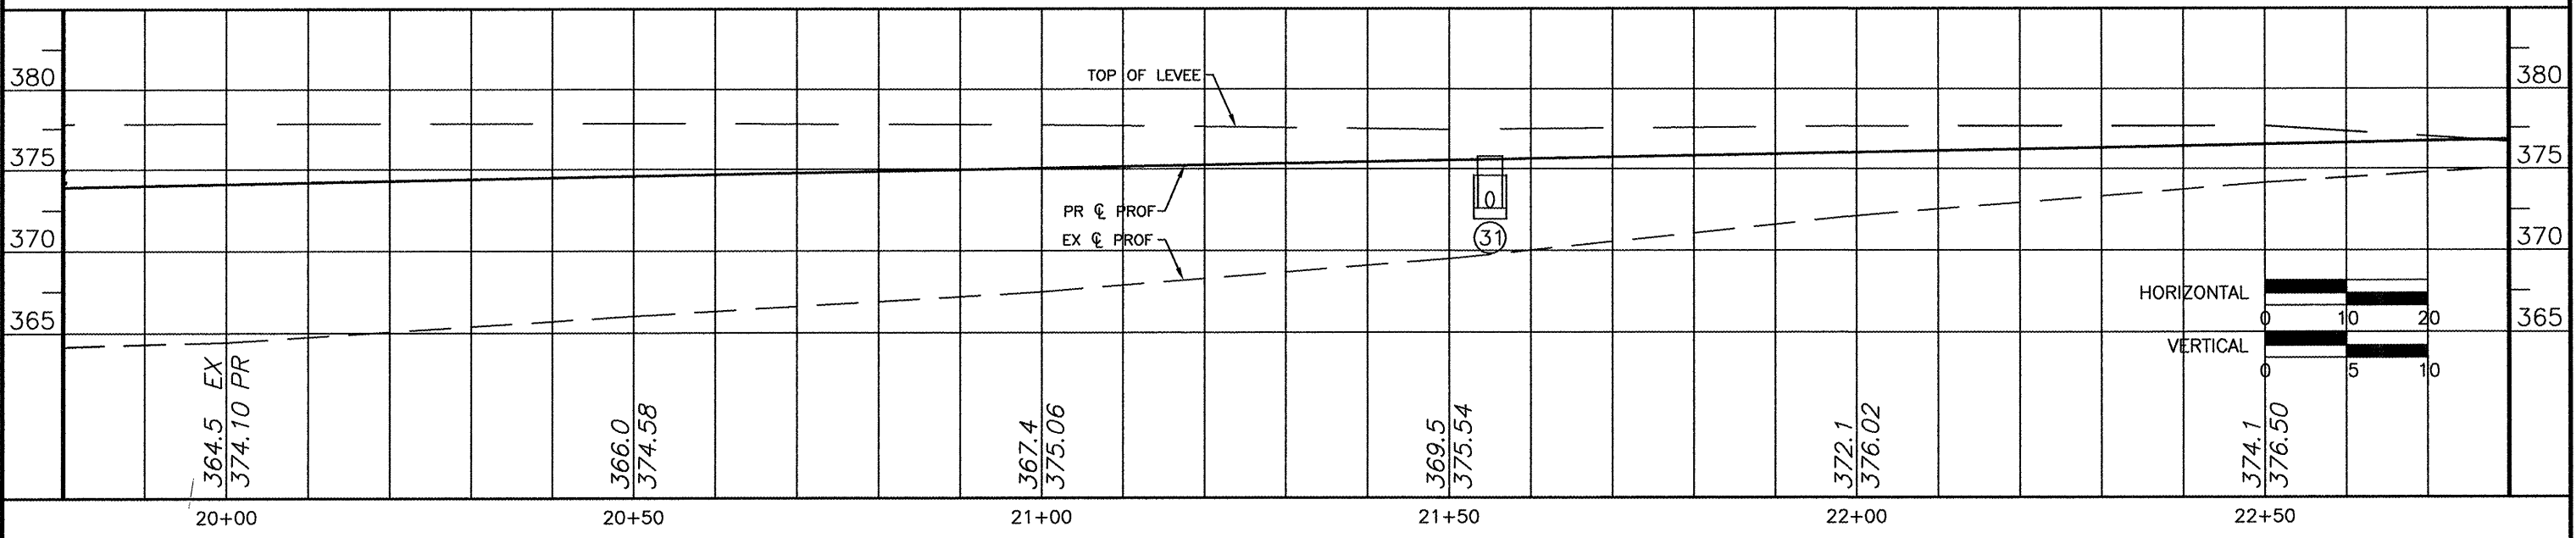 380
380
TOP OF LEVEE
375
375
PR ℄ PROF
0
EX ℄ PROF
31
370
370
HORIZONTAL
0 10 20
365
365
VERTICAL
0 5 10
364.5 EX
374.10 PR
366.0
374.58
367.4
375.06
369.5
375.54
372.1
376.02
374.1
376.50
20+00
20+50
21+00
21+50
22+00
22+50